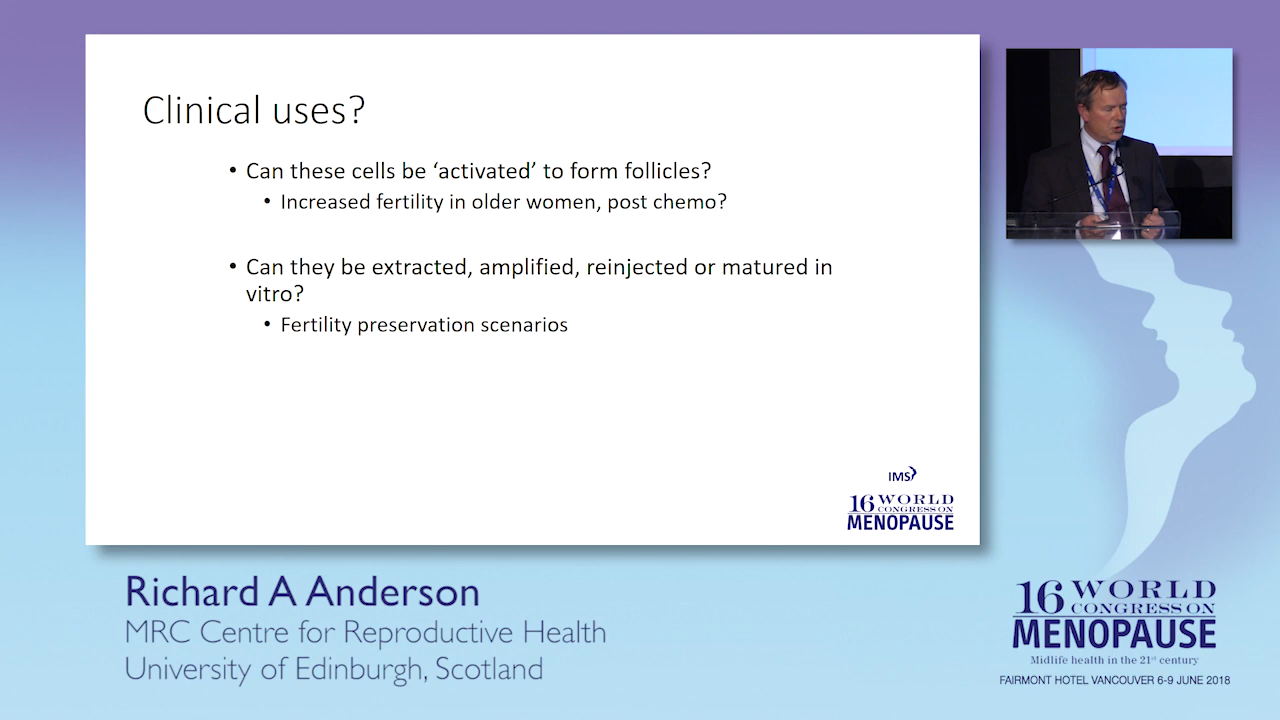 Clinical uses?
• Can these cells be ‘activated’ to form follicles?
• Increased fertility in older women, post chemo?
• Can they be extracted, amplified, reinjected or matured in
vitro?
• Fertility preservation scenarios
IMS
16 WORLD
CONGRESS ON
MENOPAUSE
Richard A Anderson
MRC Centre for Reproductive Health
University of Edinburgh, Scotland
16 WORLD
CONGRESS ON
MENOPAUSE
Midlife health in the 21st century
FAIRMONT HOTEL VANCOUVER 6-9 JUNE 2018